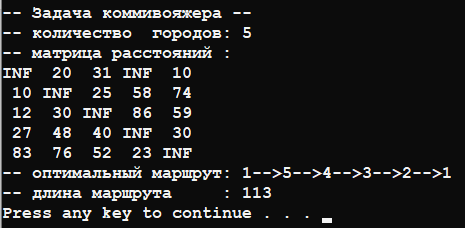 -- Задача коммивояжера --
-- количество  городов: 5
-- матрица расстояний :
INF  20  31 INF  10
 10 INF  25  58  74
 12  30 INF  86  59
 27  48  40 INF  30
 83  76  52  23 INF
-- оптимальный маршрут: 1-->5-->4-->3-->2-->1
-- длина маршрута     : 113
Press any key to continue . . . _